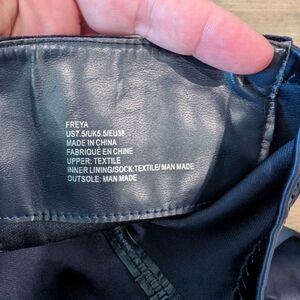 FREYA
US7.5/UK5.5/EU38
MADE IN CHINA
FABRIQUÉ EN CHINE
UPPER: TEXTILE
INNER LINING/SOCK:TEXTILE/ MAN MADE
OUTSOLE: MAN MADE